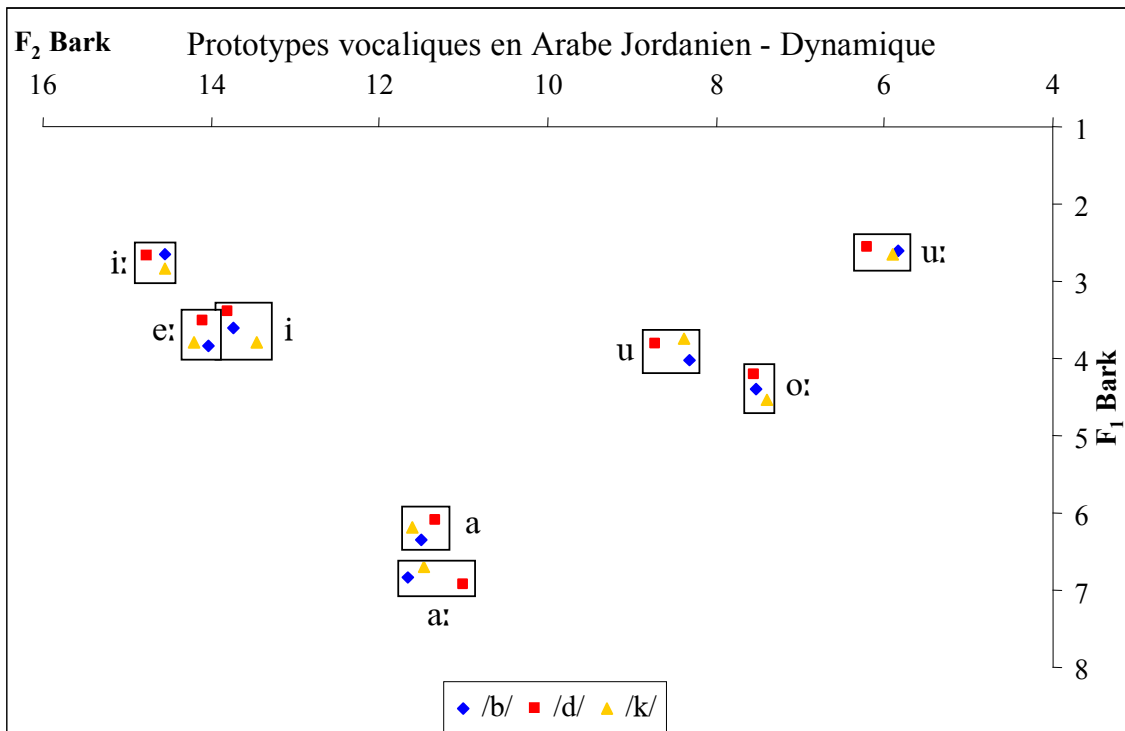 F₂ Bark Prototypes vocaliques en Arabe Jordanien - Dynamique
16 14 12 10 8 6 4
1
2
iː uː
3
eː i
4
u oː
F₁ Bark
5
6
a
7
aː
8
/b/ /d/ /k/